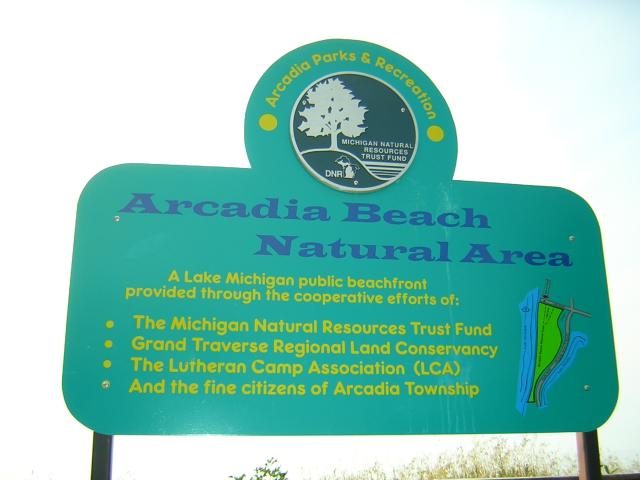 Arcadia Parks & Recreation
MICHIGAN NATURAL
RESOURCES
TRUST FUND
DNR
Arcadia Beach
Natural Area
A Lake Michigan public beachfront
provided through the cooperative efforts of:
• The Michigan Natural Resources Trust Fund
• Grand Traverse Regional Land Conservancy
• The Lutheran Camp Association (LCA)
• And the fine citizens of Arcadia Township